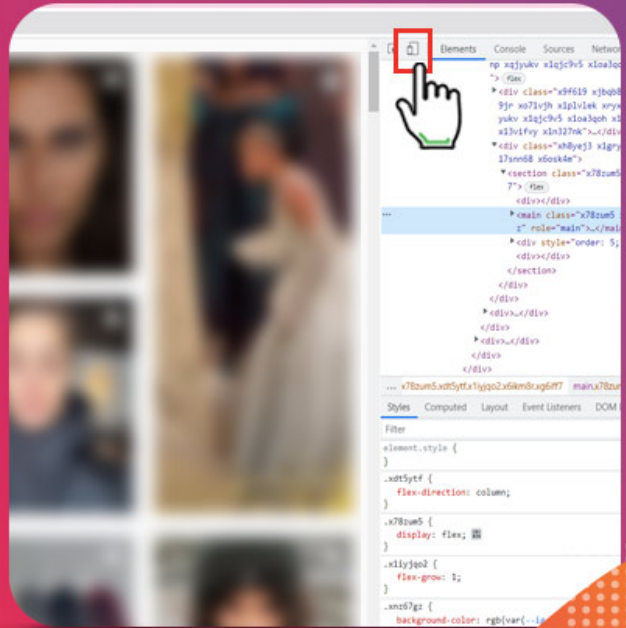 Elements Console Sources Networ
np xqjyukv x1qjc9v5 x1oa3qo
"> flex
<div class="x9f619 xjbqb8
9jr xo71vjh x1plvlek xryx
yukv x1qjc9v5 x1oa3qoh x1
x13vifvy x1n327nk">…</div
<div class="xh8yej3 x1gry
17snn68 x6osk4m">
<section class="x78zum5
7"> flex
<div></div>
... <main class="x78zum5
z" role="main">…</mai
<div style="order: 5;
<div></div>
</section>
</div>
</div>
<div>…</div>
</div>
<div>…</div>
</div>
</div>
... x78zum5.xdt5ytf.x1iyjqo2.x6ikm8r.xg6iff7 main.x78zur
Styles Computed Layout Event Listeners DOM
Filter
element.style {
}
.xdt5ytf {
flex-direction: column;
}
.x78zum5 {
display: flex;
}
.x1iyjqo2 {
flex-grow: 1;
}
.xnz67gz {
background-color: rgb(var(--ig